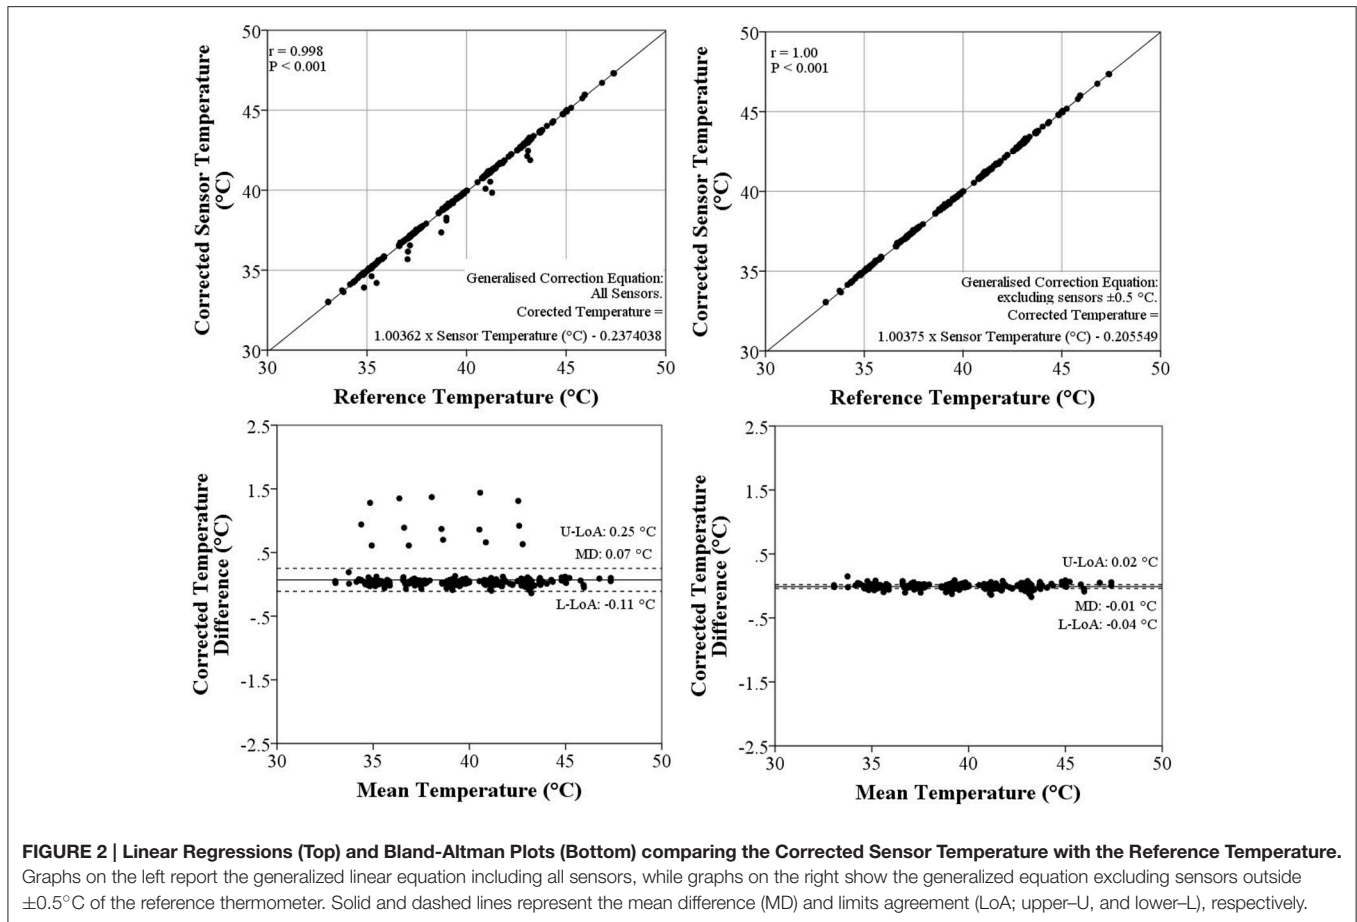 50
45
40
35
30
Corrected Sensor Temperature
(°C)
r = 0.998
P < 0.001
Generalised Correction Equation:
All Sensors.
Corected Temperature =
1.00362 x Sensor Temperature (°C) - 0.2374038
30 35 40 45 50
Reference Temperature (°C)
50
45
40
35
30
Corrected Sensor Temperature
(°C)
r = 1.00
P < 0.001
Generalised Correction Equation:
excluding sensors ±0.5 °C.
Corrected Temperature =
1.00375 x Sensor Temperature (°C) - 0.205549
30 35 40 45 50
Reference Temperature (°C)
2.5
1.5
.5
-.5
-1.5
-2.5
Corrected Temperature
Difference (°C)
U-LoA: 0.25 °C
MD: 0.07 °C
L-LoA: -0.11 °C
30 35 40 45 50
Mean Temperature (°C)
2.5
1.5
.5
-.5
-1.5
-2.5
Corrected Temperature
Difference (°C)
U-LoA: 0.02 °C
MD: -0.01 °C
L-LoA: -0.04 °C
30 35 40 45 50
Mean Temperature (°C)
FIGURE 2 | Linear Regressions (Top) and Bland-Altman Plots (Bottom) comparing the Corrected Sensor Temperature with the Reference Temperature.
Graphs on the left report the generalized linear equation including all sensors, while graphs on the right show the generalized equation excluding sensors outside
±0.5°C of the reference thermometer. Solid and dashed lines represent the mean difference (MD) and limits agreement (LoA; upper–U, and lower–L), respectively.